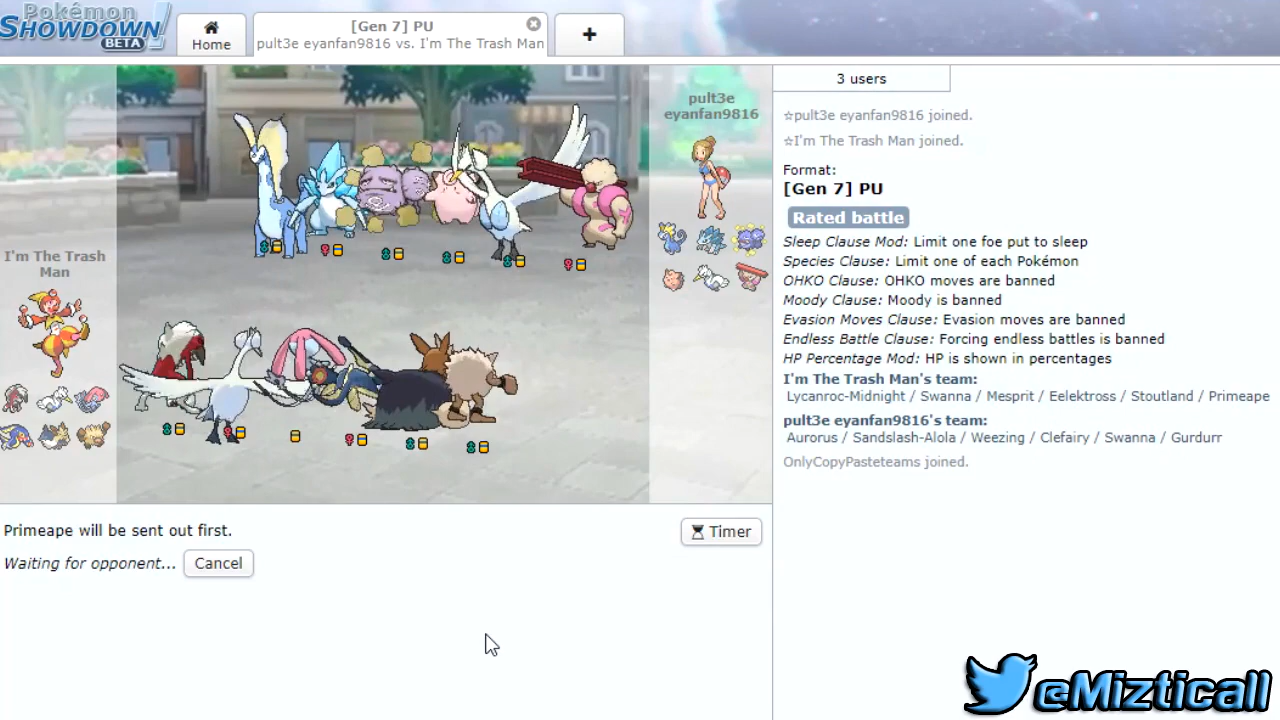 Pokémon
SHOWDOWN!
BETA
Home
[Gen 7] PU
pult3e eyanfan9816 vs. I'm The Trash Man
+
I'm The Trash
Man
pult3e
eyanfan9816
3 users
☆pult3e eyanfan9816 joined.
☆I'm The Trash Man joined.
Format:
[Gen 7] PU
Rated battle
Sleep Clause Mod: Limit one foe put to sleep
Species Clause: Limit one of each Pokémon
OHKO Clause: OHKO moves are banned
Moody Clause: Moody is banned
Evasion Moves Clause: Evasion moves are banned
Endless Battle Clause: Forcing endless battles is banned
HP Percentage Mod: HP is shown in percentages
I'm The Trash Man's team:
Lycanroc-Midnight / Swanna / Mesprit / Eelektross / Stoutland / Primeape
pult3e eyanfan9816's team:
Aurorus / Sandslash-Alola / Weezing / Clefairy / Swanna / Gurdurr
OnlyCopyPasteteams joined.
Primeape will be sent out first.
Timer
Waiting for opponent... Cancel
@Mizticall